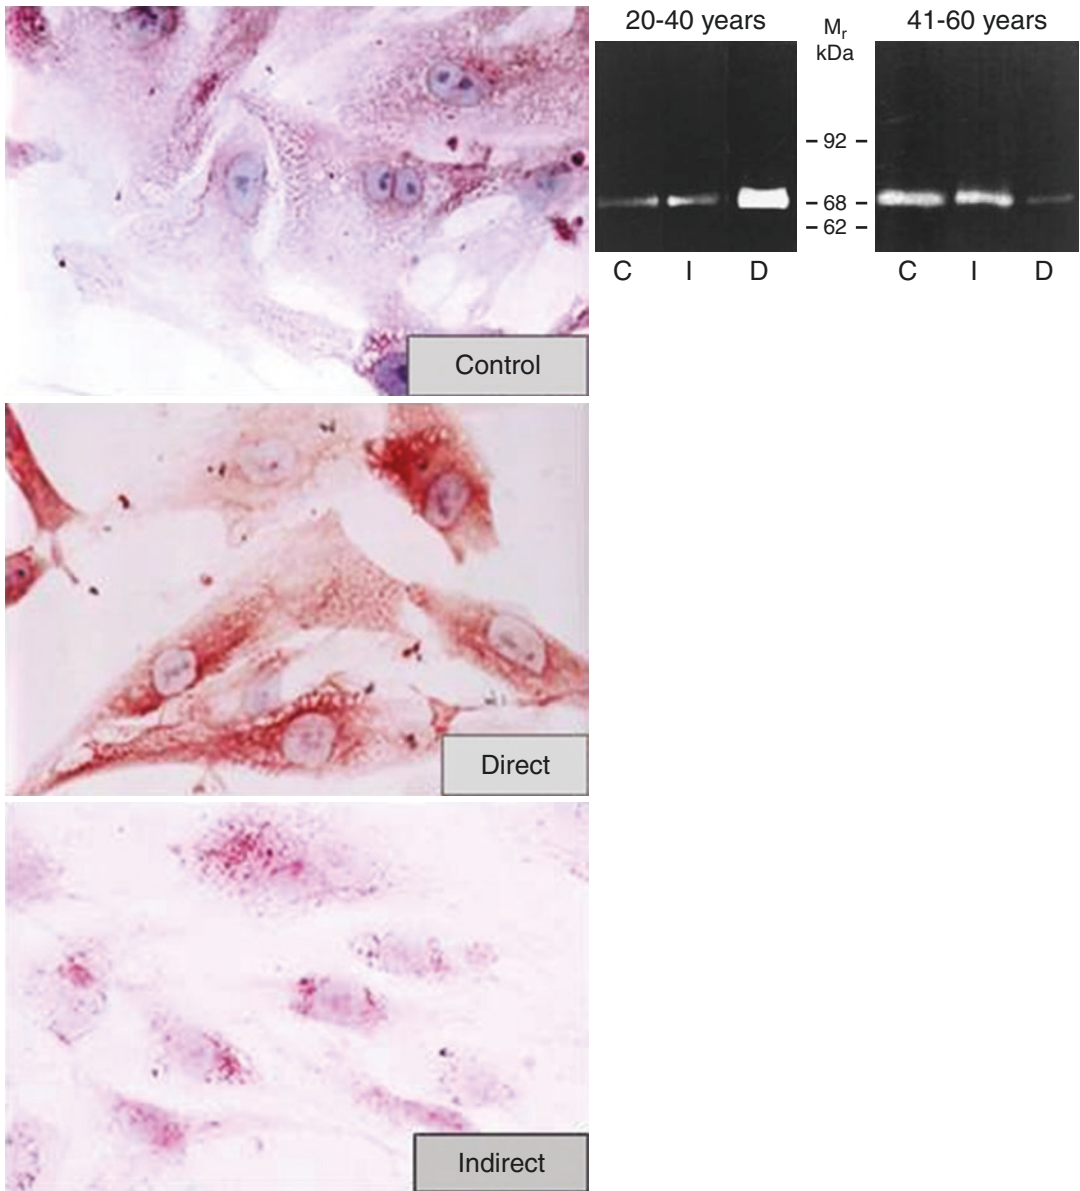 20-40 years
Mr
kDa
41-60 years
– 92 –
– 68 –
– 62 –
C I D
C I D
Control
Direct
Indirect